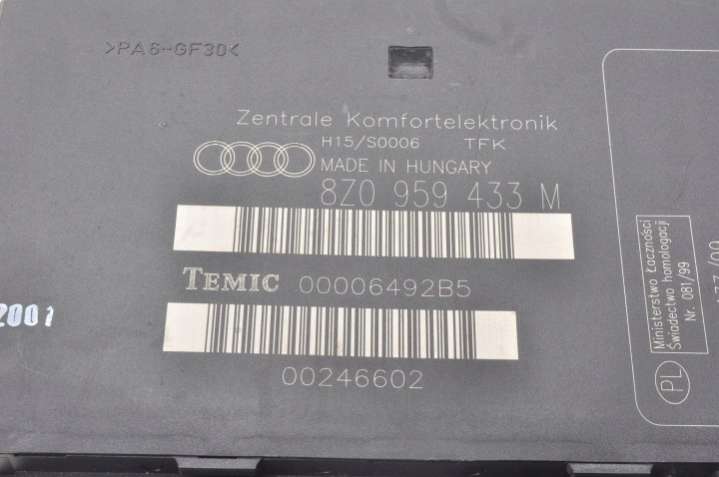 >PA6-GF30<
Zentrale Komfortelektronik
H15/S0006 TFK
MADE IN HUNGARY
8Z0 959 433 M
TEMIC 00006492B5
00246602
2001
Ministerstwo Łączności
Świadectwo homologacji
Nr. 081/99
PL